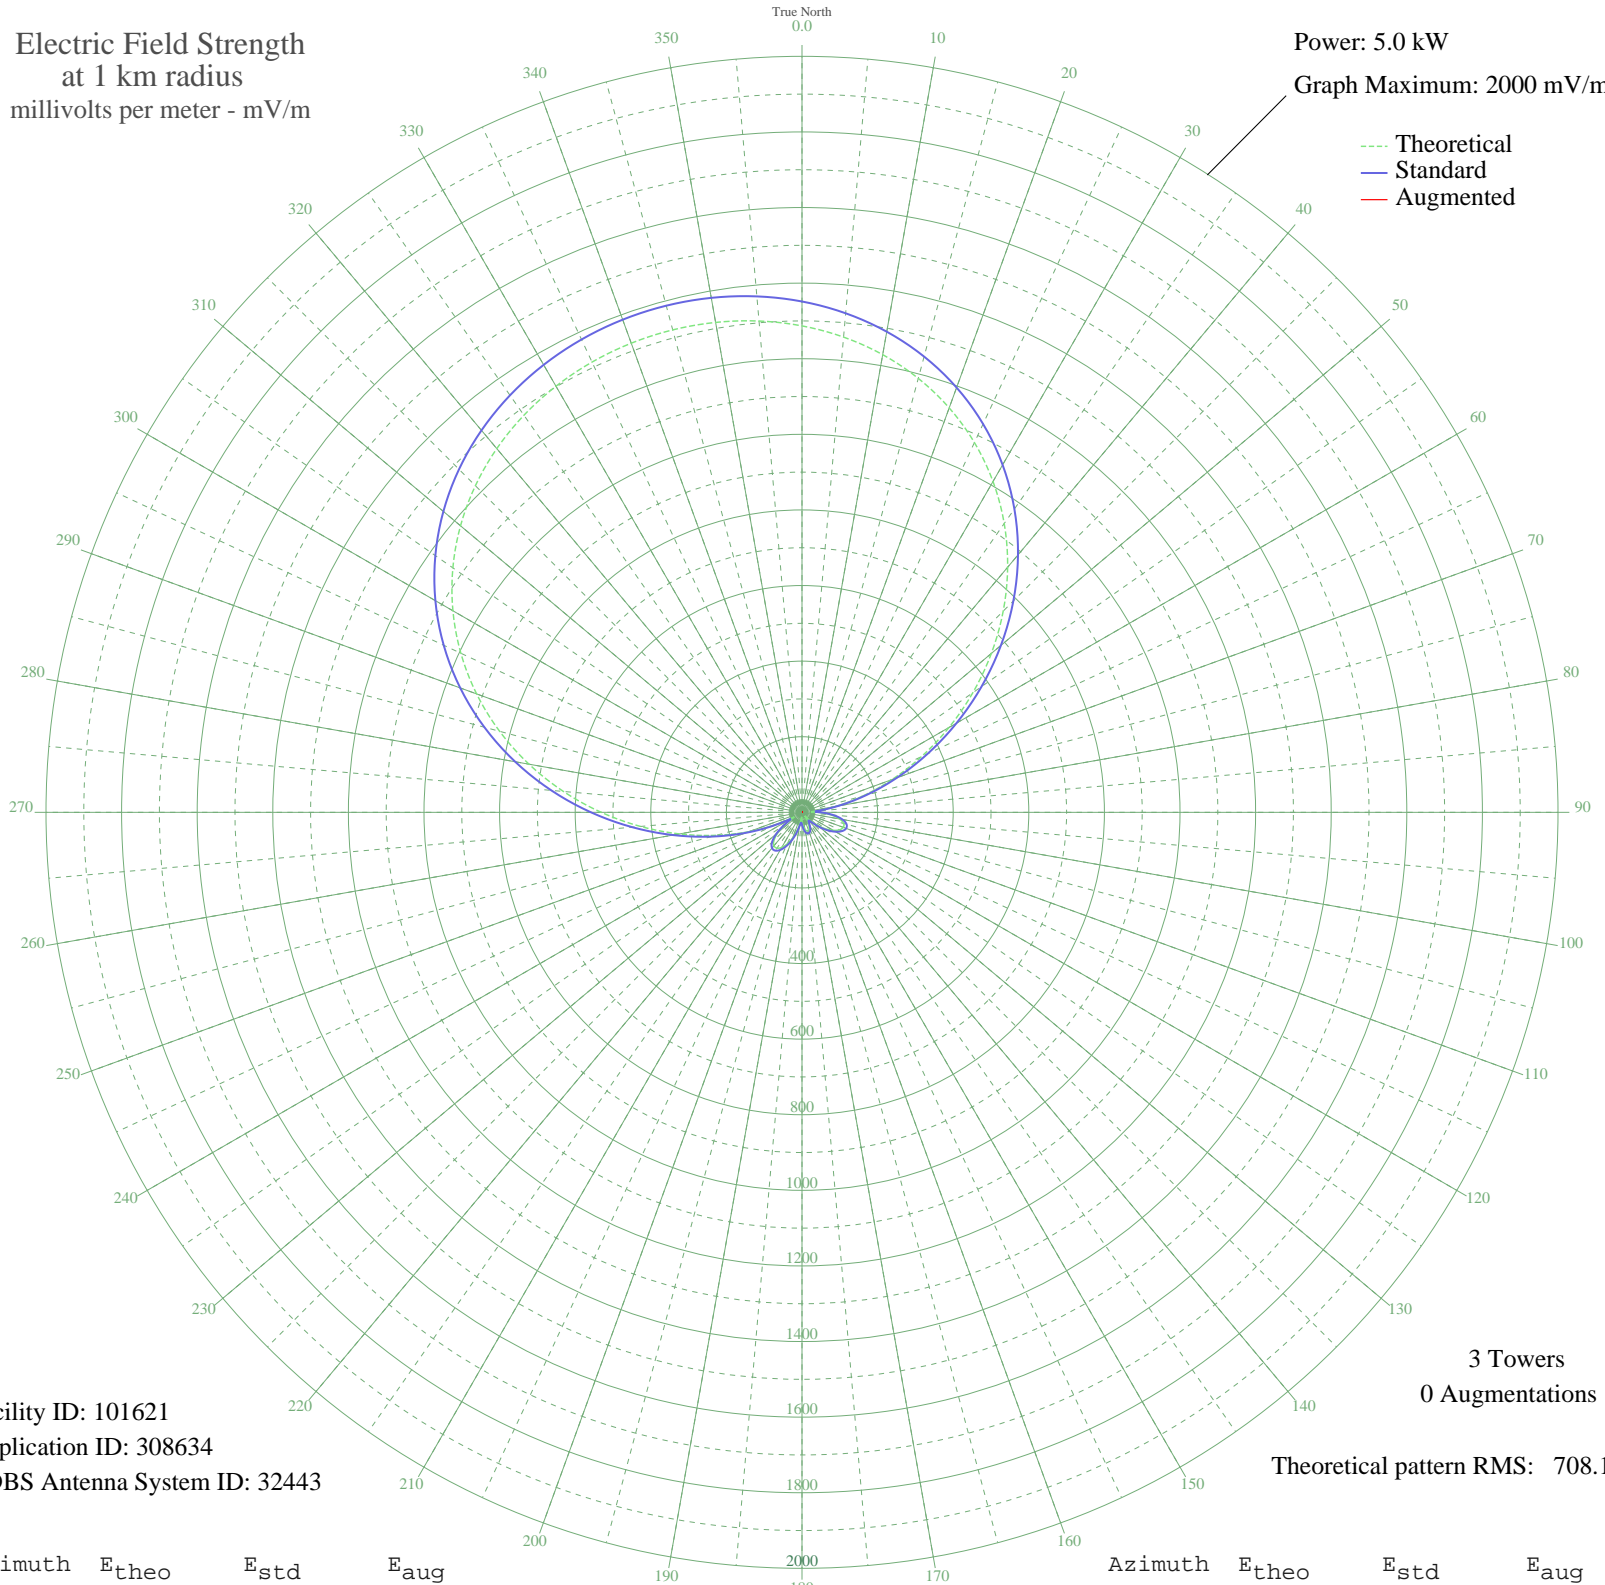 True North
0.0
Electric Field Strength
at 1 km radius
millivolts per meter - mV/m
Power: 5.0 kW
Graph Maximum: 2000 mV/m
Theoretical
Standard
Augmented
350
10
340
20
330
30
320
40
310
50
300
60
290
70
280
80
270
90
260
100
250
110
240
120
230
130
220
140
210
150
200
160
190
170
400
600
800
1000
1200
1400
1600
1800
2000
3 Towers
0 Augmentations
cility ID: 101621
plication ID: 308634
DBS Antenna System ID: 32443
Theoretical pattern RMS: 708.1
imuth Etheo Estd Eaug
Azimuth Etheo Estd Eaug